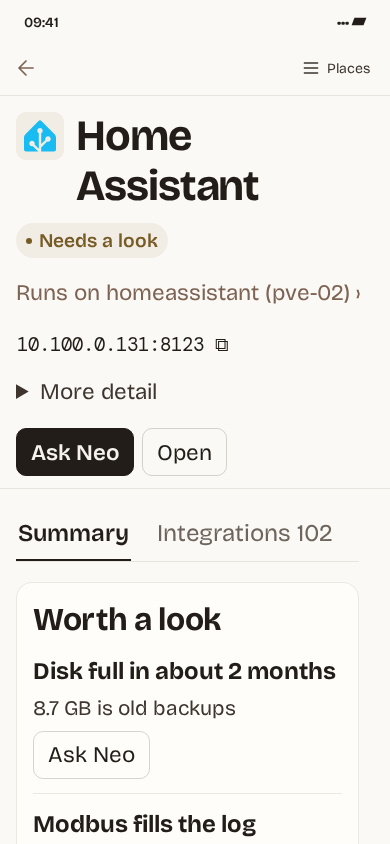 09:41
Places
Home
Assistant
Needs a look
Runs on homeassistant (pve-02) ›
10.100.0.131:8123
More detail
Ask Neo
Open
Summary
Integrations 102
Worth a look
Disk full in about 2 months
8.7 GB is old backups
Ask Neo
Modbus fills the log